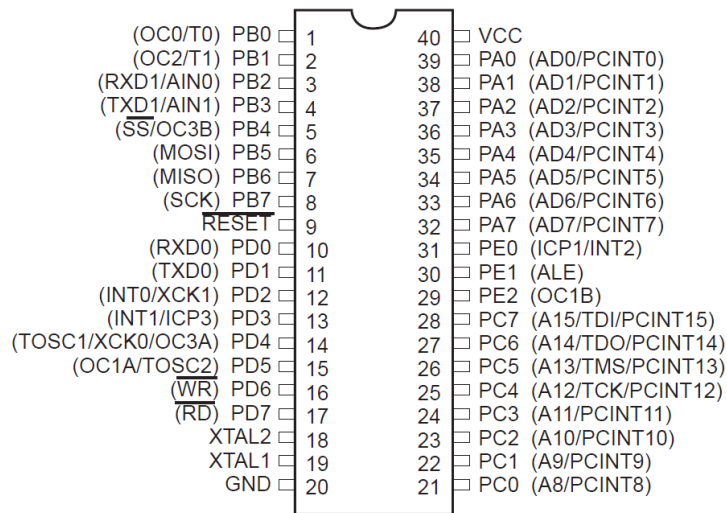 (OC0/T0) PB0 1 40 VCC
(OC2/T1) PB1 2 39 PA0 (AD0/PCINT0)
(RXD1/AIN0) PB2 3 38 PA1 (AD1/PCINT1)
(TXD1/AIN1) PB3 4 37 PA2 (AD2/PCINT2)
(S̅S̅/OC3B) PB4 5 36 PA3 (AD3/PCINT3)
(MOSI) PB5 6 35 PA4 (AD4/PCINT4)
(MISO) PB6 7 34 PA5 (AD5/PCINT5)
(SCK) PB7 8 33 PA6 (AD6/PCINT6)
R̅E̅S̅E̅T̅ 9 32 PA7 (AD7/PCINT7)
(RXD0) PD0 10 31 PE0 (ICP1/INT2)
(TXD0) PD1 11 30 PE1 (ALE)
(INT0/XCK1) PD2 12 29 PE2 (OC1B)
(INT1/ICP3) PD3 13 28 PC7 (A15/TDI/PCINT15)
(TOSC1/XCK0/OC3A) PD4 14 27 PC6 (A14/TDO/PCINT14)
(OC1A/TOSC2) PD5 15 26 PC5 (A13/TMS/PCINT13)
(W̅R̅) PD6 16 25 PC4 (A12/TCK/PCINT12)
(R̅D̅) PD7 17 24 PC3 (A11/PCINT11)
XTAL2 18 23 PC2 (A10/PCINT10)
XTAL1 19 22 PC1 (A9/PCINT9)
GND 20 21 PC0 (A8/PCINT8)